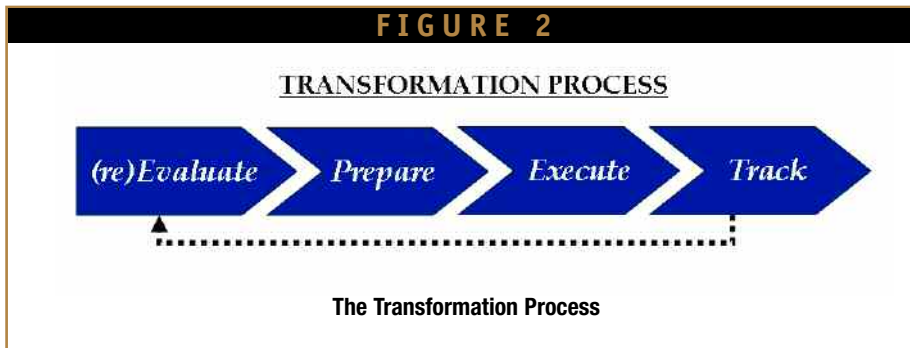 FIGURE 2
TRANSFORMATION PROCESS
(re)Evaluate Prepare Execute Track
The Transformation Process